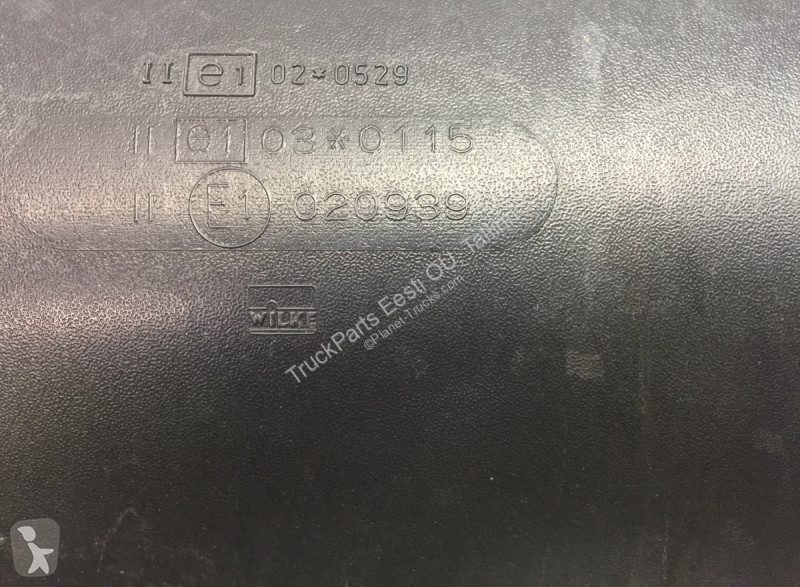 II e1 02*0529
II e1 03*0115
II E1 020939
WILKE
TruckParts Eesti OÜ, Tallinn
©Planet-Trucks.com